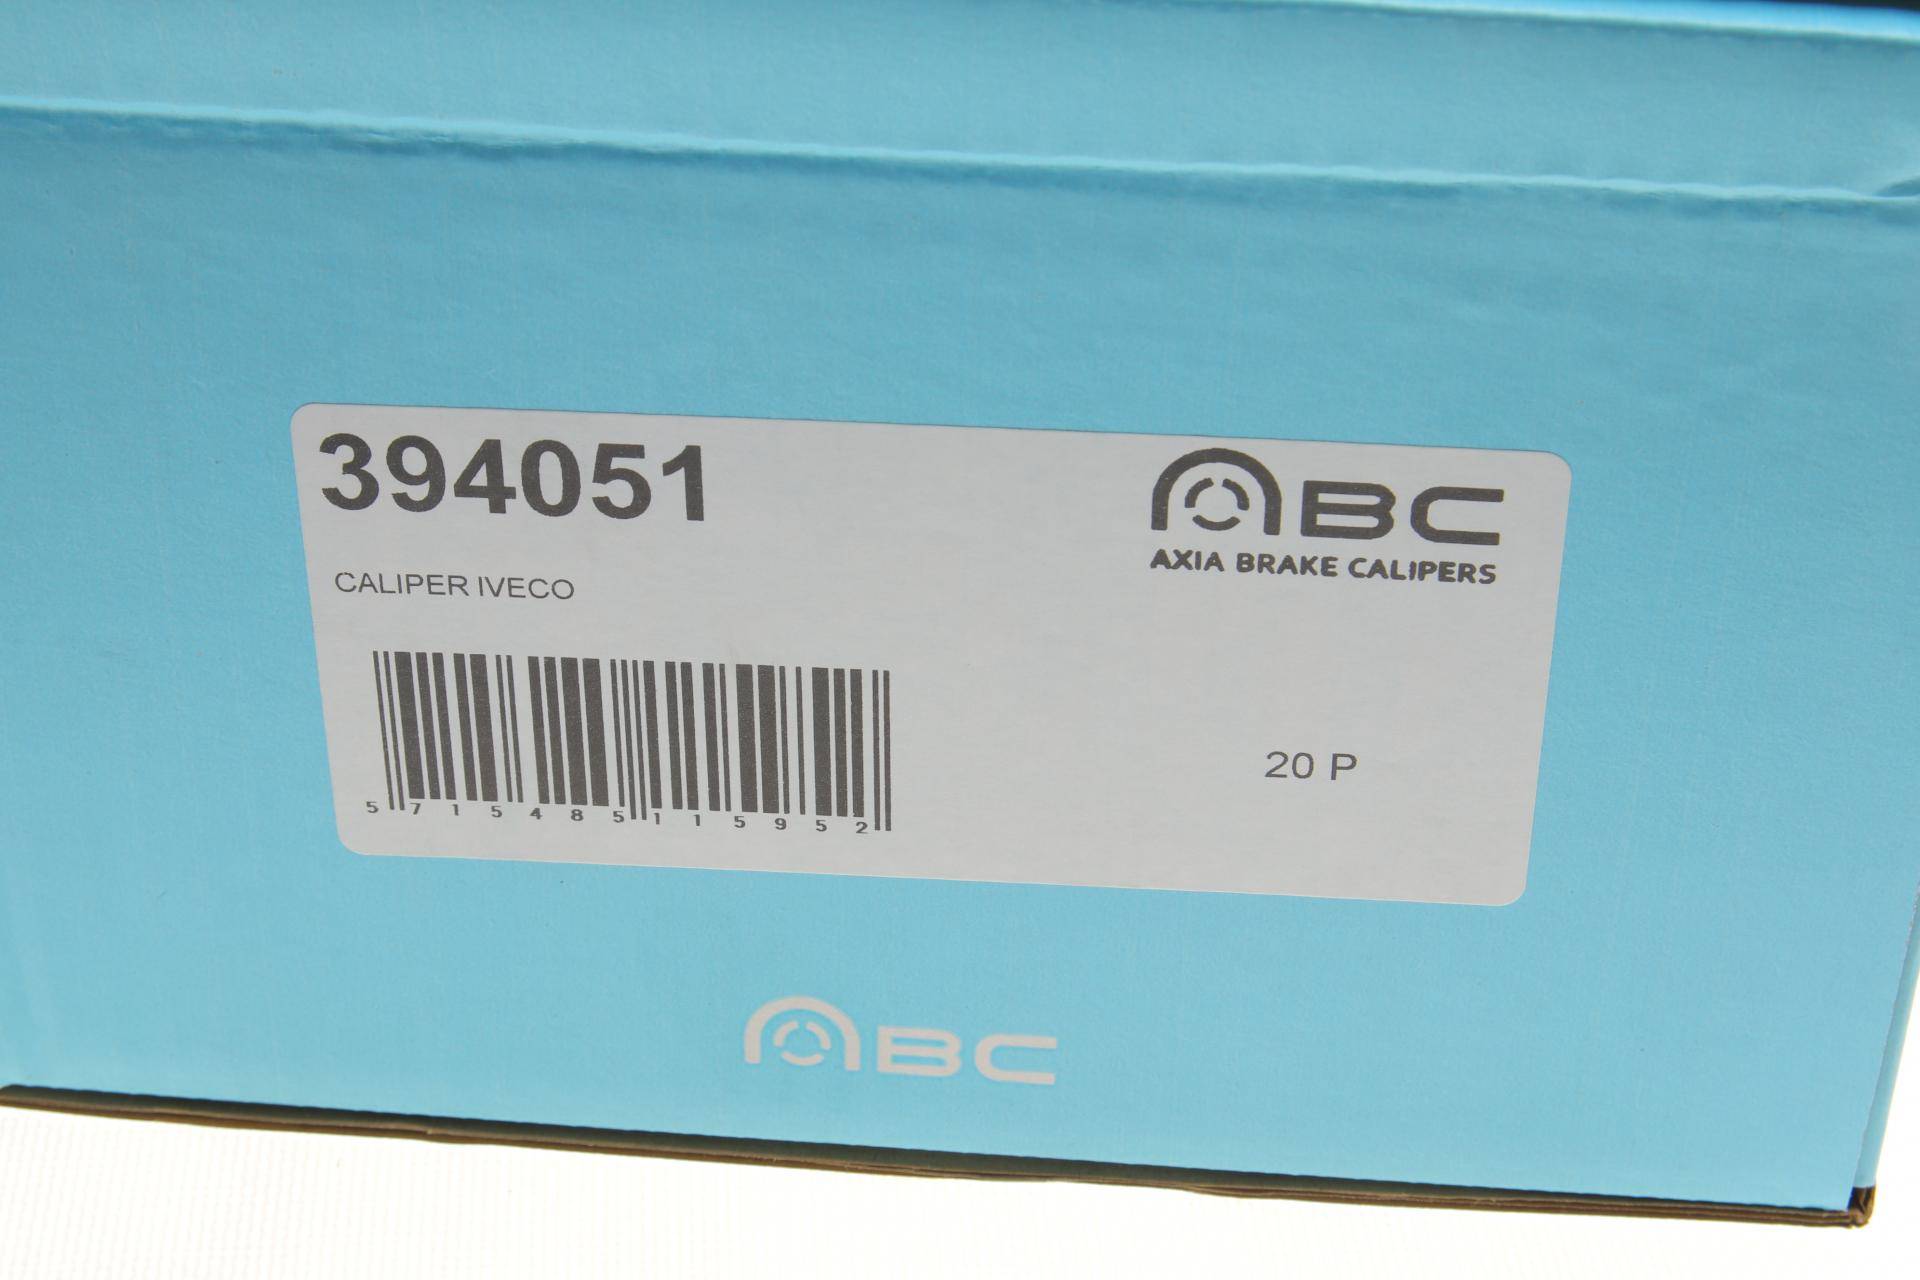 394051
ABC
AXIA BRAKE CALIPERS
CALIPER IVECO
5715485115952
20 P
ABC